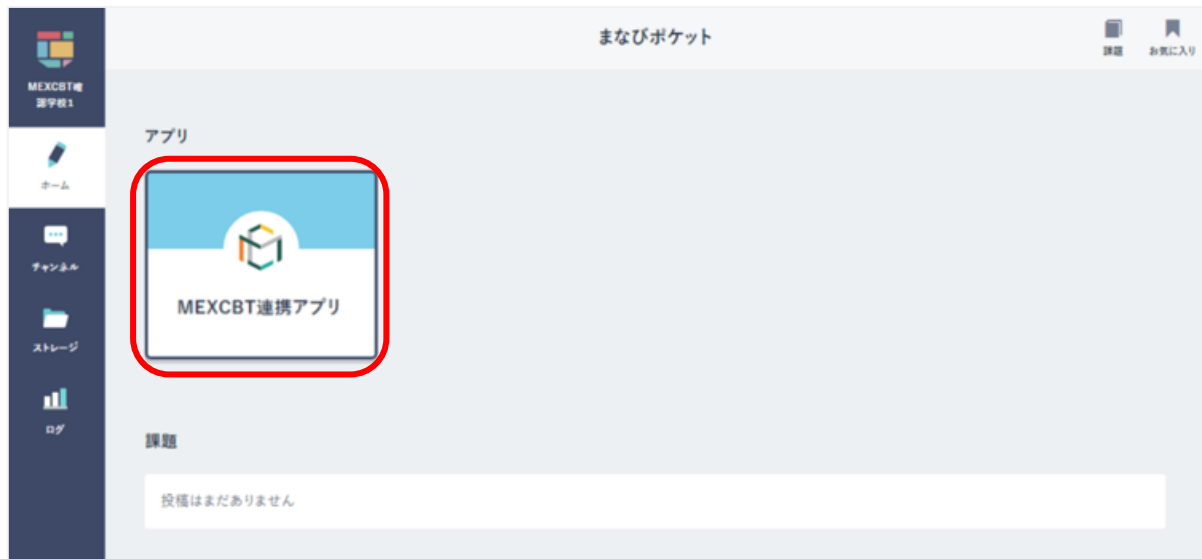 まなびポケット
課題
お気に入り
MEXCBT確
認学校1
ホーム
チャンネル
ストレージ
ログ
アプリ
MEXCBT連携アプリ
課題
投稿はまだありません